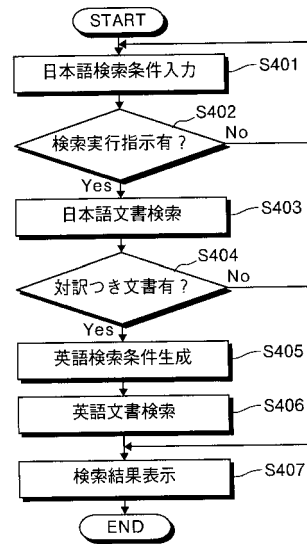 START
日本語検索条件入力
S401
S402
検索実行指示有?
No
Yes
日本語文書検索
S403
S404
対訳つき文書有?
No
Yes
英語検索条件生成
S405
英語文書検索
S406
検索結果表示
S407
END